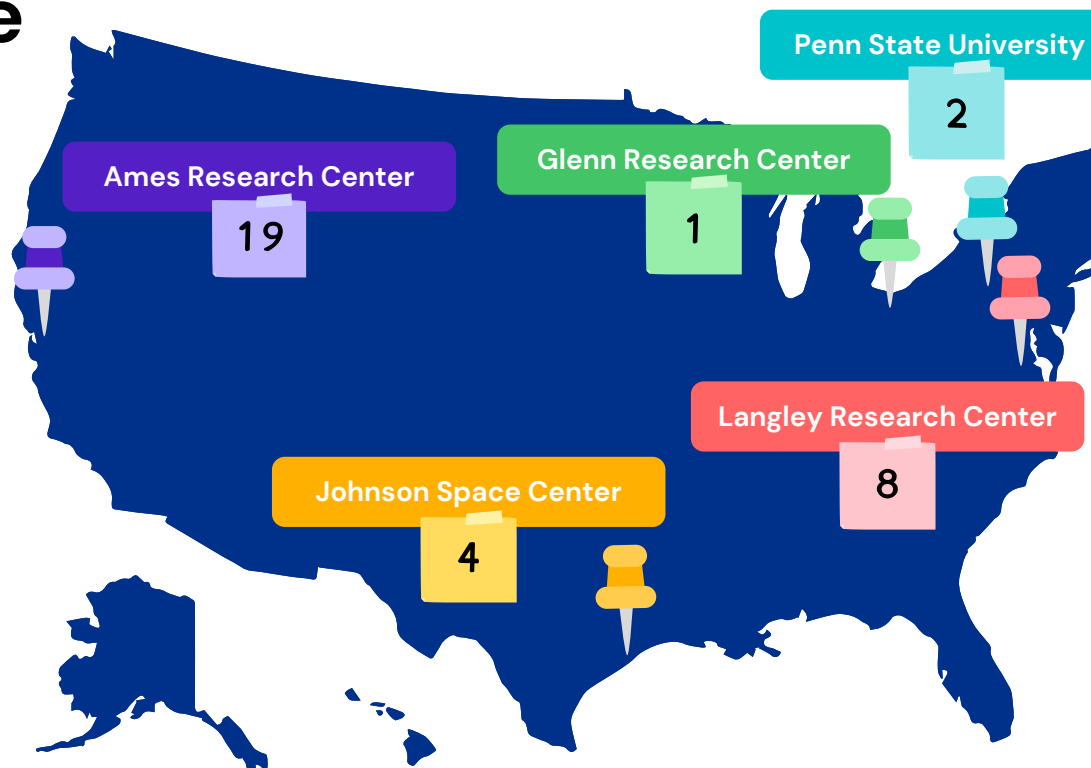 e
Penn State University
2
Ames Research Center
19
Glenn Research Center
1
Langley Research Center
8
Johnson Space Center
4